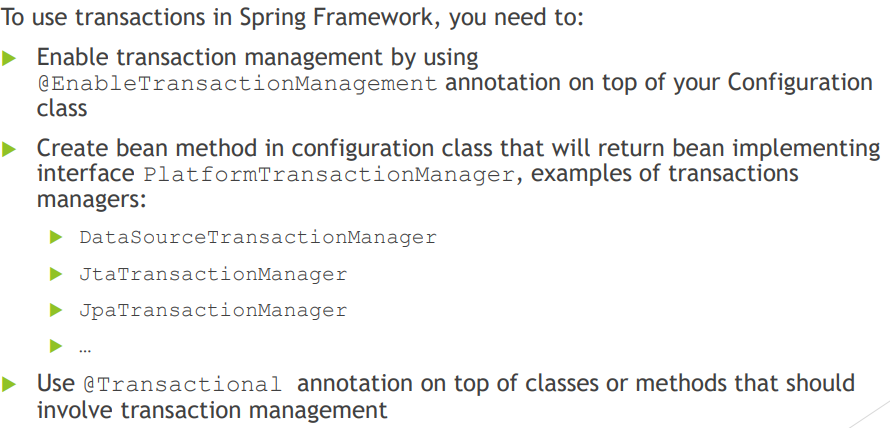 To use transactions in Spring Framework, you need to:
Enable transaction management by using
@EnableTransactionManagement annotation on top of your Configuration
class
Create bean method in configuration class that will return bean implementing
interface PlatformTransactionManager, examples of transactions
managers:
DataSourceTransactionManager
JtaTransactionManager
JpaTransactionManager
…
Use @Transactional annotation on top of classes or methods that should
involve transaction management